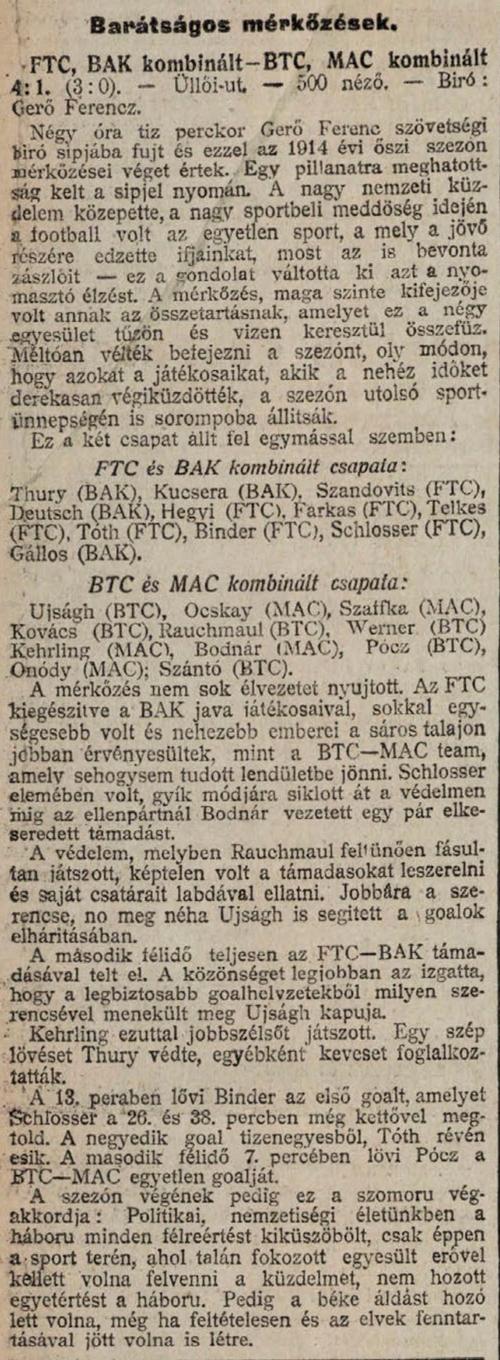 Barátságos mérkőzések.
FTC, BAK kombinált—BTC, MAC kombinált
4:1. (3:0). — Üllői-ut. — 500 néző. — Biró:
Gerő Ferencz.
Négy óra tiz perckor Gerő Ferenc szövetségi
biró sipjába fujt és ezzel az 1914 évi őszi szezon
mérkőzései véget értek. Egy pillanatra meghatott-
ság kelt a sipjel nyomán. A nagy nemzeti küz-
delem közepette, a nagy sportbeli meddőség idején
a football volt az egyetlen sport, a mely a jövő
részére edzette ifjainkat, most az is bevonta
zászlóit — ez a gondolat váltotta ki azt a nyo-
masztó élzést. A mérkőzés, maga szinte kifejezője
volt annak az összetartásnak, amelyet ez a négy
egyesület tüzön és vizen keresztül összefüz.
Méltóan vélték befejezni a szezónt, oly módon,
hogy azokat a játékosaikat, akik a nehéz időket
derekasan végiküzdötték, a szezón utolsó sport-
ünnepségén is sorompoba állitsák.
Ez a két csapat állt fel egymással szemben:
FTC és BAK kombinált csapata:
Thury (BAK), Kucsera (BAK), Szandovits (FTC),
Deutsch (BAK), Hegyi (FTC), Farkas (FTC), Telkes
(FTC), Tóth (FTC), Binder (FTC), Schlosser (FTC),
Gállos (BAK).
BTC és MAC kombinált csapata:
Ujságh (BTC), Ocskay (MAC), Szaffka (MAC),
Kovács (BTC), Rauchmaul (BTC), Werner (BTC)
Kehrling (MAC), Bodnár (MAC), Pócz (BTC),
Onódy (MAC); Szántó (BTC).
A mérkőzés nem sok élvezetet nyujtott. Az FTC
kiegészitve a BAK java játékosaival, sokkal egy-
ségesebb volt és nehezebb emberei a sáros talajon
jobban érvényesültek, mint a BTC—MAC team,
amely sehogysem tudott lendületbe jönni. Schlosser
elemében volt, gyík módjára siklott át a védelmen
mig az ellenpártnál Bodnár vezetett egy pár elke-
seredett támadást.
A védelem, melyben Rauchmaul feltünően fásul-
tan játszott, képtelen volt a támadasokat leszerelni
és saját csatárait labdával ellatni. Jobbára a sze-
rencse, no meg néha Ujságh is segitett a goalok
elháritásában.
A második félidő teljesen az FTC—BAK táma-
dásával telt el. A közönséget legjobban az izgatta,
hogy a legbiztosabb goalhelyzetekből milyen sze-
rencsével menekült meg Ujságh kapuja.
Kehrling ezuttal jobbszélsőt játszott. Egy szép
lövéset Thury védte, egyébként keveset foglalkoz-
tatták.
A 13. peraben lővi Binder az első goalt, amelyet
Schlosser a 26. és 38. percben még kettővel meg-
told. A negyedik goal tizenegyesből, Tóth révén
esik. A masodik félidő 7. percében lövi Pócz a
BTC—MAC egyetlen goalját.
A szezón végének pedig ez a szomoru vég-
akkordja: Politikai, nemzetiségi életünkben a
háboru minden félreértést kiküszöbölt, csak éppen
a sport terén, ahol talán fokozott egyesült erővel
kellett volna felvenni a küzdelmet, nem hozott
egyetértést a háboru. Pedig a béke áldást hozó
lett volna, még ha feltételesen és az elvek fenntar-
tásával jött volna is létre.